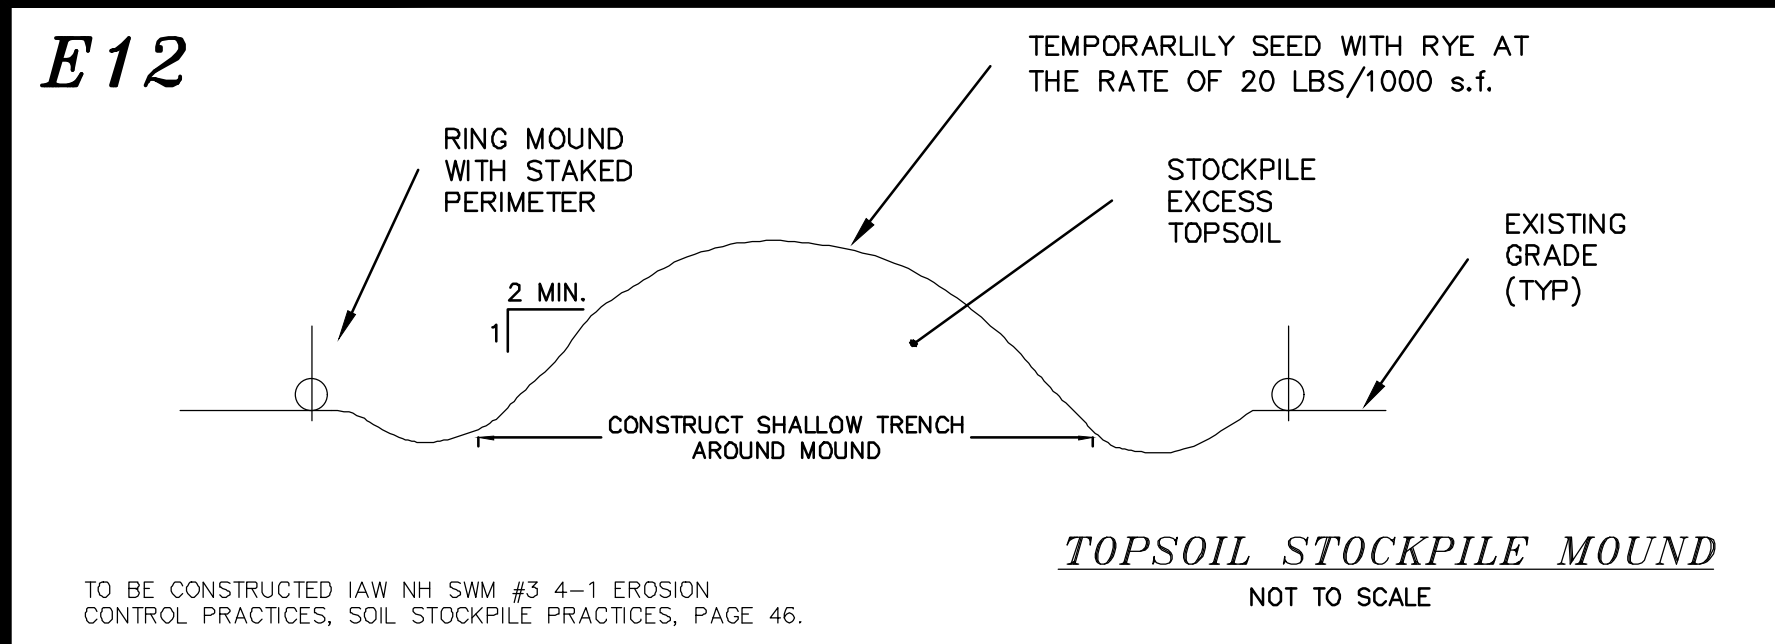 E12
TEMPORARLILY SEED WITH RYE AT
THE RATE OF 20 LBS/1000 s.f.
RING MOUND
WITH STAKED
PERIMETER
STOCKPILE
EXCESS
TOPSOIL
EXISTING
GRADE
(TYP)
2 MIN.
1
CONSTRUCT SHALLOW TRENCH
AROUND MOUND
TOPSOIL STOCKPILE MOUND
NOT TO SCALE
TO BE CONSTRUCTED IAW NH SWM #3 4-1 EROSION
CONTROL PRACTICES, SOIL STOCKPILE PRACTICES, PAGE 46.